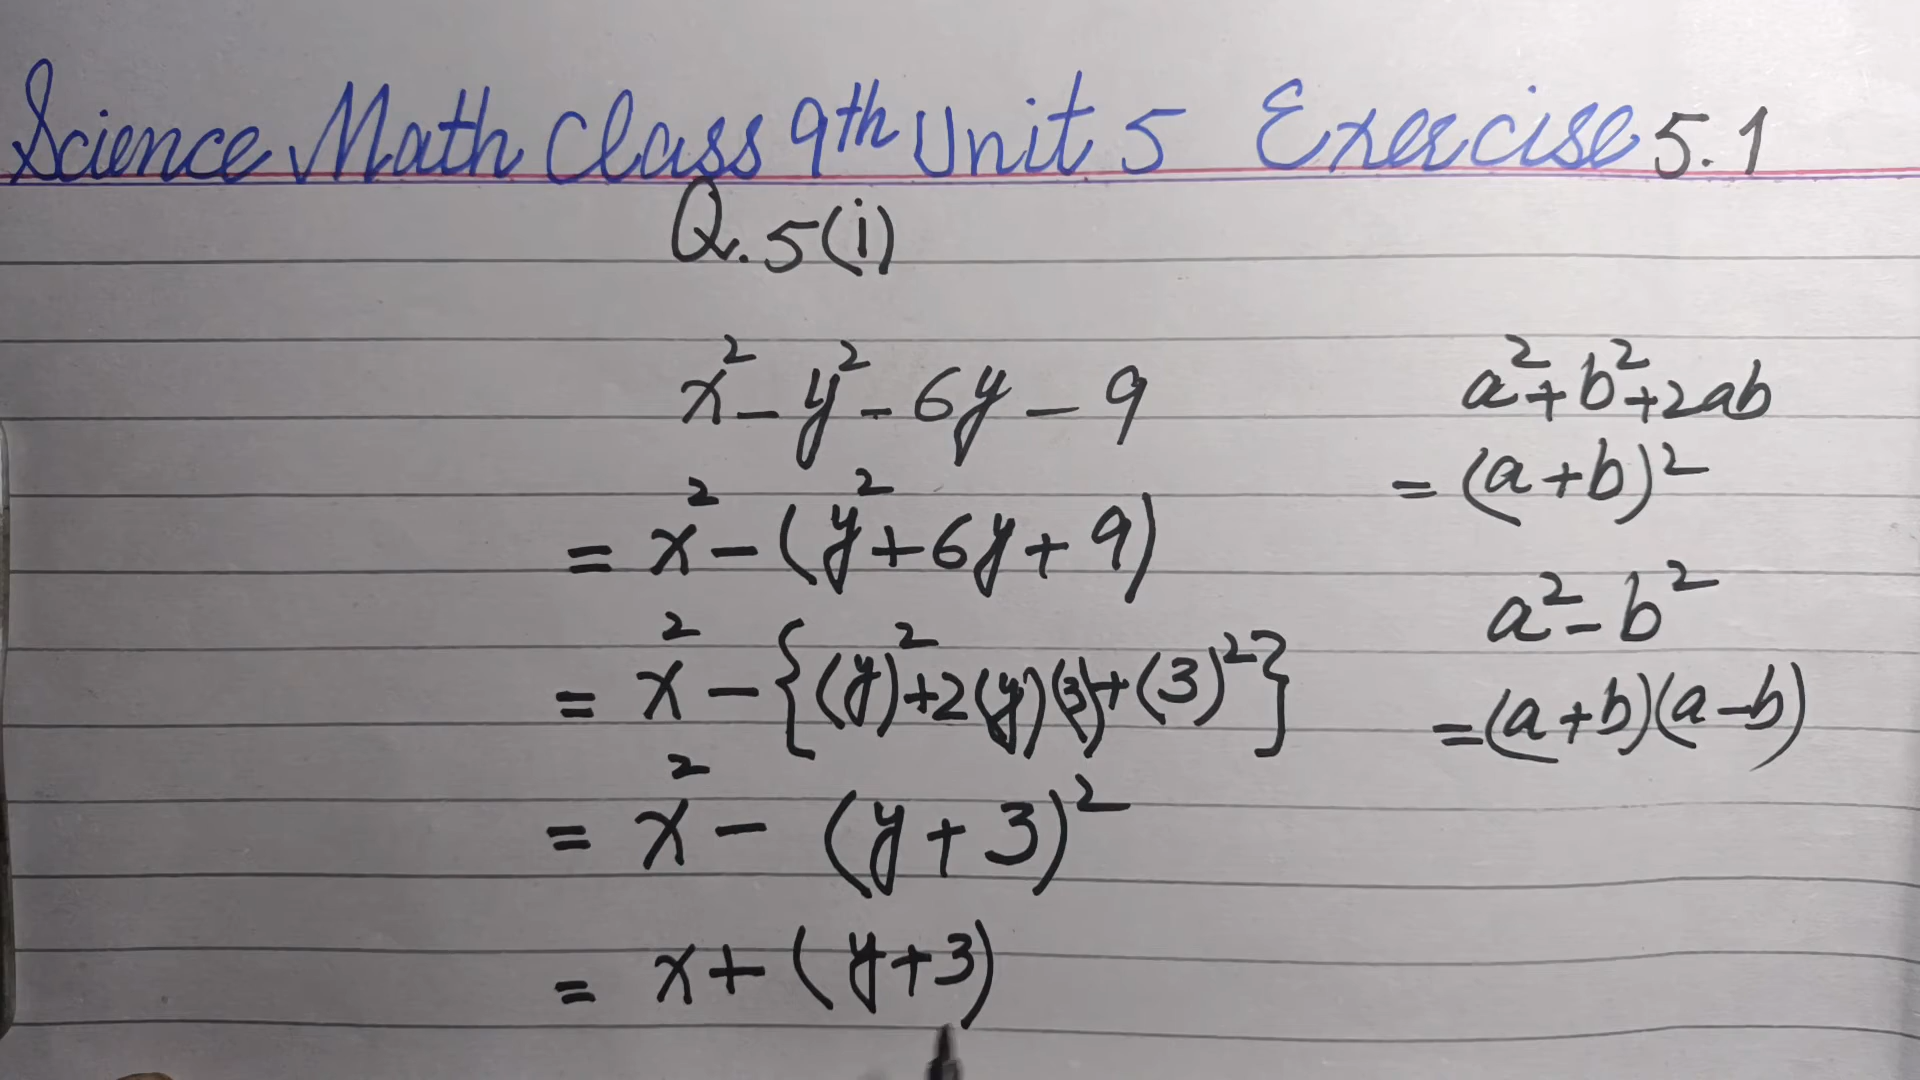 Science Math Class 9th Unit 5 Exercise 5.1
Q.5(i)
x² - y² - 6y - 9
= x² - (y² + 6y + 9)
= x² - {(y)² + 2(y)(3) + (3)²}
= x² - (y + 3)²
= x + (y + 3)
a² + b² + 2ab
= (a + b)²
a² - b²
= (a + b)(a - b)